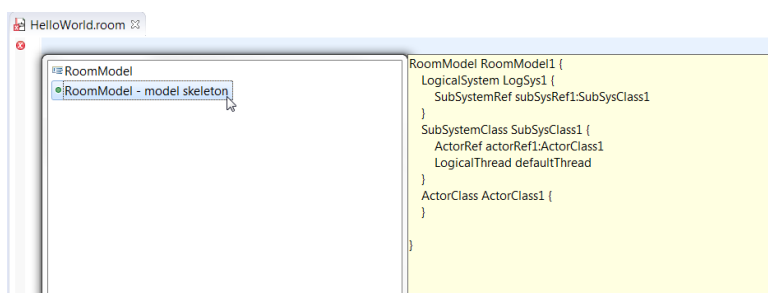 HelloWorld.room
RoomModel
RoomModel - model skeleton
RoomModel RoomModel1 {
LogicalSystem LogSys1 {
SubSystemRef subSysRef1:SubSysClass1
}
SubSystemClass SubSysClass1 {
ActorRef actorRef1:ActorClass1
LogicalThread defaultThread
}
ActorClass ActorClass1 {
}
}